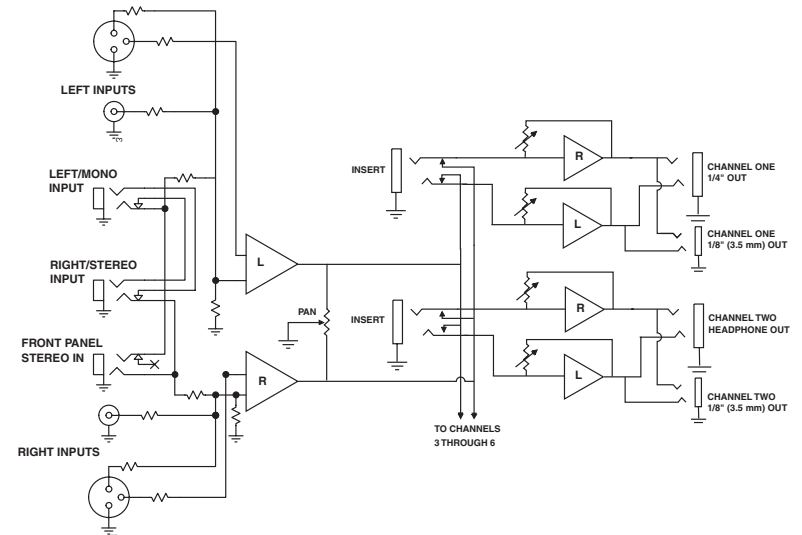 LEFT INPUTS
3
LEFT/MONO
INPUT
RIGHT/STEREO
INPUT
FRONT PANEL
STEREO IN
RIGHT INPUTS
L
R
PAN
INSERT
R
L
CHANNEL ONE
1/4" OUT
CHANNEL ONE
1/8" (3.5 mm) OUT
INSERT
R
L
CHANNEL TWO
HEADPHONE OUT
CHANNEL TWO
1/8" (3.5 mm) OUT
TO CHANNELS
3 THROUGH 6